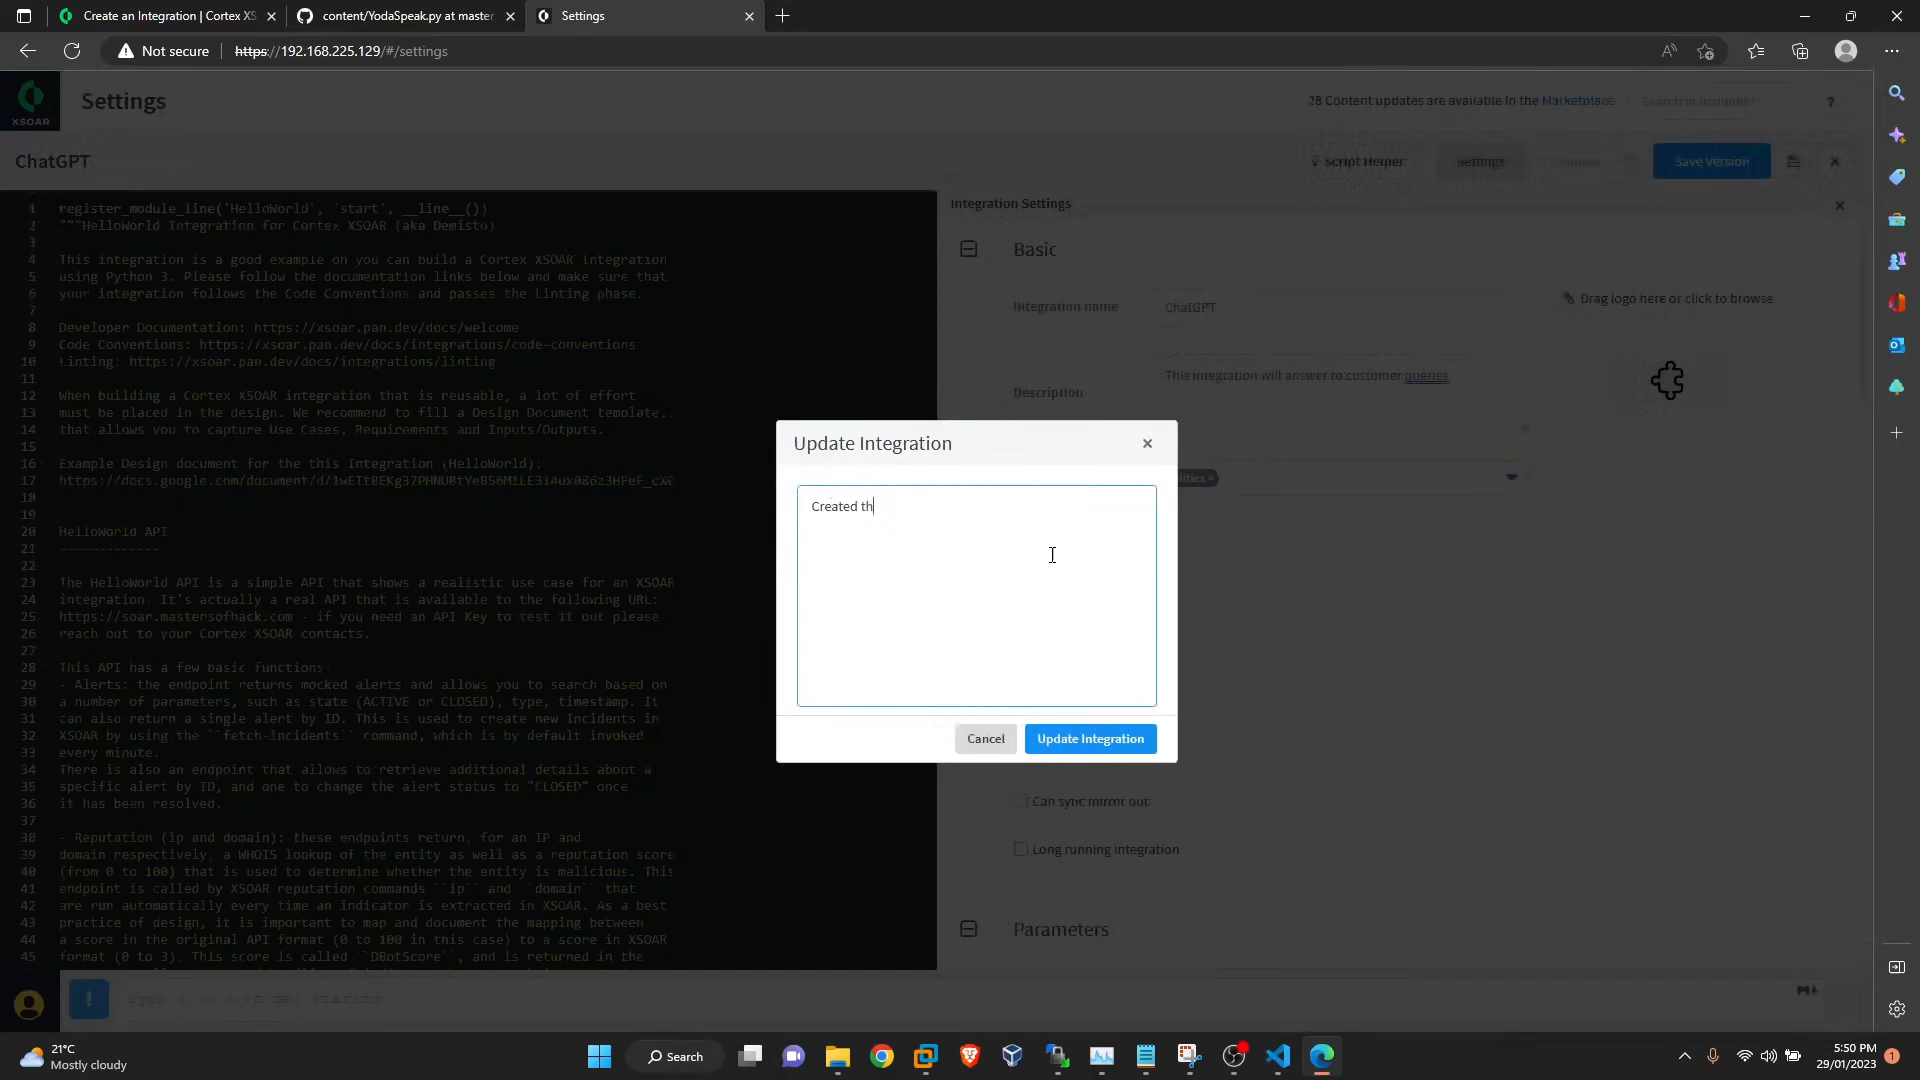 Create an Integration | Cortex XS
content/YodaSpeak.py at master
Settings
Not secure
https://192.168.225.129/#/settings
XSOAR
Settings
28 Content updates are available in the Marketplace
?
ChatGPT
Script Helper
Settings
Save Version
1 register_module_line('HelloWorld', 'start', __line__())
2 """HelloWorld Integration for Cortex XSOAR (aka Demisto)
3
4 This integration is a good example on you can build a Cortex XSOAR Integration
5 using Python 3. Please follow the documentation links below and make sure that
6 your integration follows the Code Conventions and passes the Linting phase.
7
8 Developer Documentation: https://xsoar.pan.dev/docs/welcome
9 Code Conventions: https://xsoar.pan.dev/docs/integrations/code-conventions
10 Linting: https://xsoar.pan.dev/docs/integrations/linting
11
12 When building a Cortex XSOAR integration that is reusable, a lot of effort
13 must be placed in the design. We recommend to fill a Design Document template,
14 that allows you to capture Use Cases, Requirements and Inputs/Outputs.
15
16 Example Design document for the this Integration (HelloWorld):
17
18
19
20 HelloWorld API
21 --------------
22
23 The HelloWorld API is a simple API that shows a realistic use case for an XSOAR
24 integration. It's actually a real API that is available to the following URL:
25 https://soar.mastersofhack.com - if you need an API Key to test it out please
26 reach out to your Cortex XSOAR contacts.
27
28 This API has a few basic functions:
29 - Alerts: the endpoint returns mocked alerts and allows you to search based on
30 a number of parameters, such as state (ACTIVE or CLOSED), type, timestamp. It
31 can also return a single alert by ID. This is used to create new Incidents in
32 XSOAR by using the ``fetch-incidents`` command, which is by default invoked
33 every minute.
34 There is also an endpoint that allows to retrieve additional details about a
35 specific alert by ID, and one to change the alert status to "CLOSED" once
36 it has been resolved.
37
38 - Reputation (ip and domain): these endpoints return, for an IP and
39 domain respectively, a WHOIS lookup of the entity as well as a reputation score
40 (from 0 to 100) that is used to determine whether the entity is malicious. This
41 endpoint is called by XSOAR reputation commands ``ip`` and ``domain`` that
42 are run automatically every time an indicator is extracted in XSOAR. As a best
43 practice of design, it is important to map and document the mapping between
44 a score in the original API format (0 to 100 in this case) to a score in XSOAR
45 format (0 to 3). This score is called ``DBotScore``, and is returned in the
Integration Settings
Basic
Integration name
ChatGPT
Drag logo here or click to browse
Description
This integration will answer to customer queries
Update Integration
Created th
Cancel
Update Integration
Can sync mirror out
Long running integration
Parameters
!
21°C
Mostly cloudy
Search
5:50 PM
29/01/2023
1